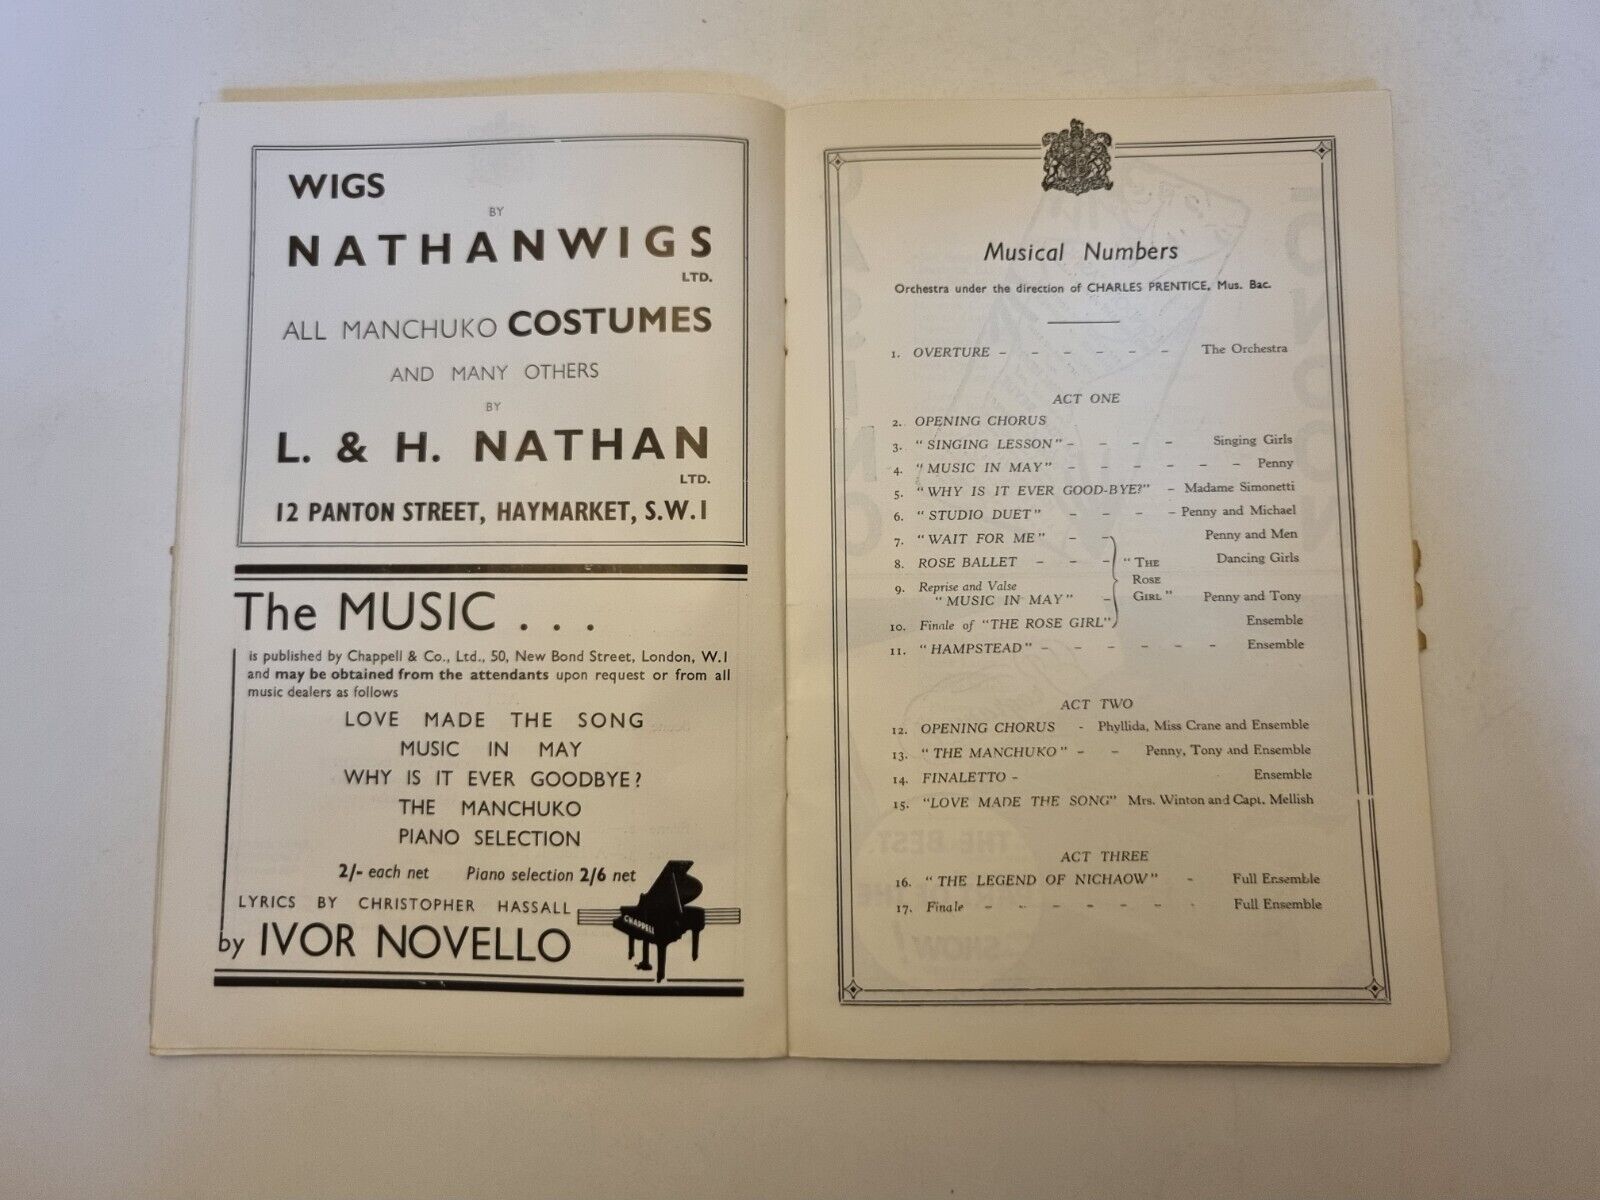 WIGS
BY
NATHANWIGS
LTD.
ALL MANCHUKO COSTUMES
AND MANY OTHERS
BY
L. & H. NATHAN
LTD.
12 PANTON STREET, HAYMARKET, S.W.1
The MUSIC . . .
is published by Chappell & Co., Ltd., 50, New Bond Street, London, W.1
and may be obtained from the attendants upon request or from all
music dealers as follows
LOVE MADE THE SONG
MUSIC IN MAY
WHY IS IT EVER GOODBYE?
THE MANCHUKO
PIANO SELECTION
2/- each net Piano selection 2/6 net
LYRICS BY CHRISTOPHER HASSALL
CHAPPELL
by IVOR NOVELLO
Musical Numbers
Orchestra under the direction of CHARLES PRENTICE, Mus. Bac.
1. OVERTURE – – – – – – The Orchestra
ACT ONE
2. OPENING CHORUS
3. "SINGING LESSON" – – – – Singing Girls
4. "MUSIC IN MAY" – – – – – – Penny
5. "WHY IS IT EVER GOOD-BYE?" – Madame Simonetti
6. "STUDIO DUET" – – – – Penny and Michael
7. "WAIT FOR ME" – – Penny and Men
8. ROSE BALLET – – – "THE Dancing Girls
9. Reprise and Valse ROSE
"MUSIC IN MAY" – GIRL" Penny and Tony
10. Finale of "THE ROSE GIRL" Ensemble
11. "HAMPSTEAD" – – – – – – Ensemble
ACT TWO
12. OPENING CHORUS - Phyllida, Miss Crane and Ensemble
13. "THE MANCHUKO" – – Penny, Tony and Ensemble
14. FINALETTO – Ensemble
15. "LOVE MADE THE SONG" Mrs. Winton and Capt. Mellish
ACT THREE
16. "THE LEGEND OF NICHAOW" - Full Ensemble
17. Finale – – – – – – - Full Ensemble